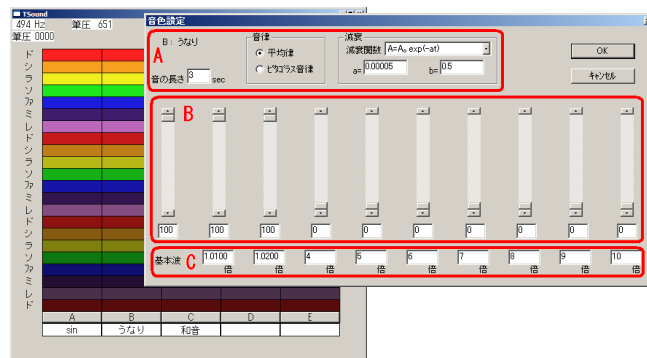 TSound
494 Hz 筆圧 651
筆圧 0000
ド
シ
ラ
ソ
ファ
ミ
レ
ド
シ
ラ
ソ
ファ
ミ
レ
ド
シ
ラ
ソ
ファ
ミ
レ
ド
A B C D E
sin うなり 和音
音色設定
A
B: うなり
音の長さ 3 sec
音律
平均律
ピタゴラス音律
減衰
減衰関数 A=A₀ exp(-at)
a= 0.00005 b= 0.5
OK
キャンセル
B
100 100 100 0 0 0 0 0 0 0
基本波 C 1.0100 1.0200 4 5 6 7 8 9 10
倍 倍 倍 倍 倍 倍 倍 倍 倍